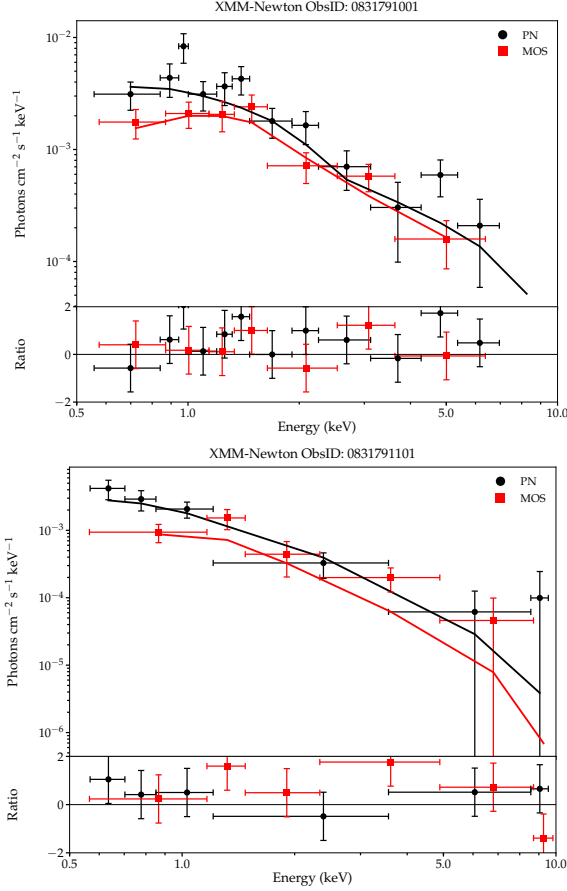 XMM-Newton ObsID: 0831791001
PN
MOS
Photons cm⁻² s⁻¹ keV⁻¹
10⁻²
10⁻³
10⁻⁴
Ratio
2
0
−2
0.5
1.0
5.0
10.0
Energy (keV)
XMM-Newton ObsID: 0831791101
PN
MOS
Photons cm⁻² s⁻¹ keV⁻¹
10⁻³
10⁻⁴
10⁻⁵
10⁻⁶
Ratio
2
0
−2
0.5
1.0
5.0
10.0
Energy (keV)